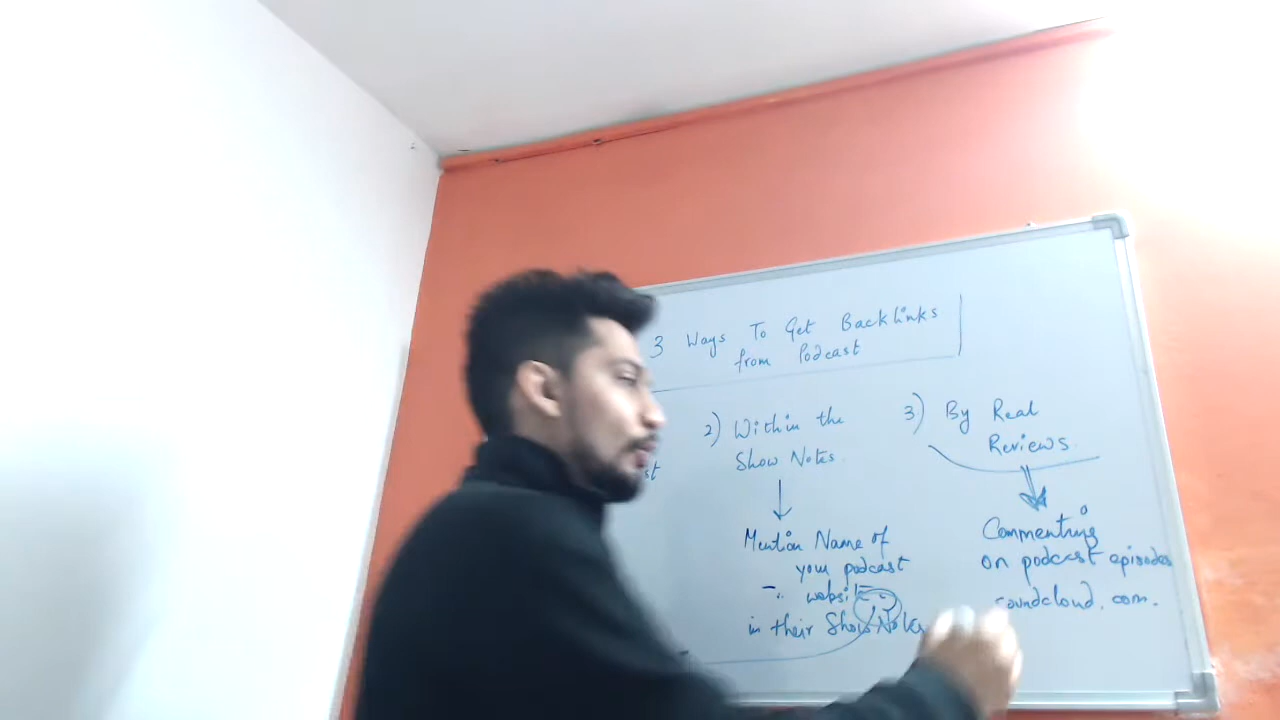 3 Ways To Get Backlinks
from Podcast
st
2) Within the
Show Notes.
Mention Name of
your podcast
website.
in their Show Notes
3) By Real
Reviews.
Commenting
on podcast episodes
soundcloud.com.